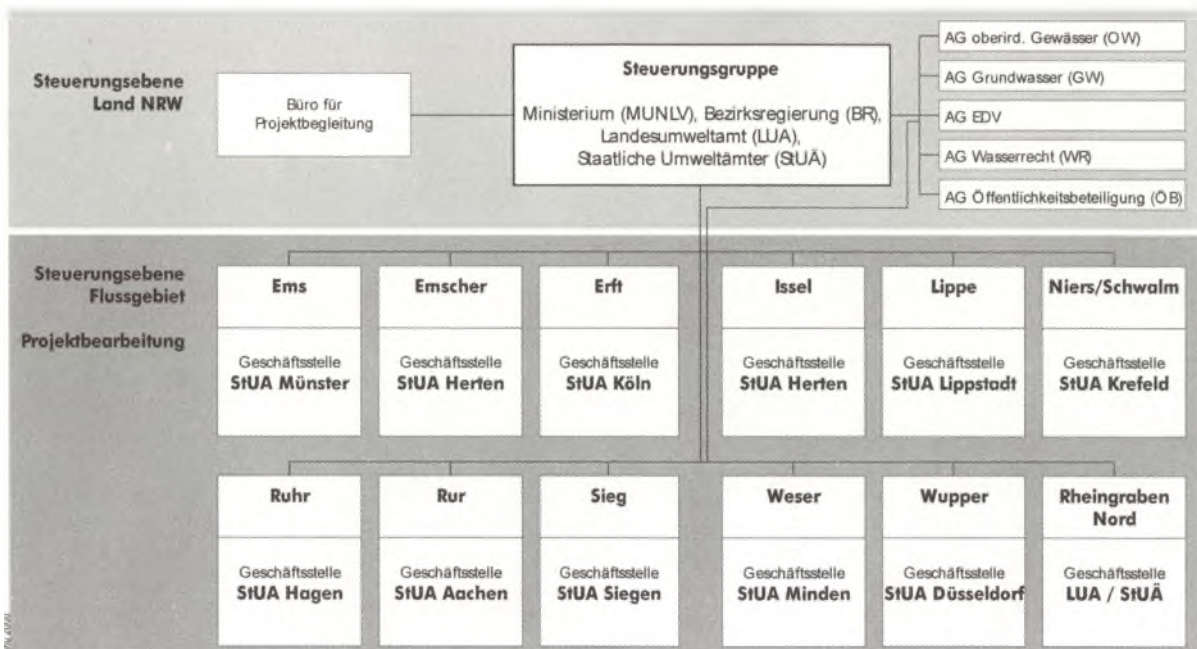 Steuerungsebene
Land NRW
Büro für
Projektbegleitung
Steuerungsgruppe
Ministerium (MUNLV), Bezirksregierung (BR),
Landesumweltamt (LUA),
Staatliche Umweltämter (StUÄ)
AG oberird. Gewässer (OW)
AG Grundwasser (GW)
AG EDV
AG Wasserrecht (WR)
AG Öffentlichkeitsbeteiligung (ÖB)
Steuerungsebene
Flussgebiet
Projektbearbeitung
Ems
Geschäftsstelle
StUA Münster
Emscher
Geschäftsstelle
StUA Herten
Erft
Geschäftsstelle
StUA Köln
Issel
Geschäftsstelle
StUA Herten
Lippe
Geschäftsstelle
StUA Lippstadt
Niers/Schwalm
Geschäftsstelle
StUA Krefeld
Ruhr
Geschäftsstelle
StUA Hagen
Rur
Geschäftsstelle
StUA Aachen
Sieg
Geschäftsstelle
StUA Siegen
Weser
Geschäftsstelle
StUA Minden
Wupper
Geschäftsstelle
StUA Düsseldorf
Rheingraben
Nord
Geschäftsstelle
LUA / StUÄ